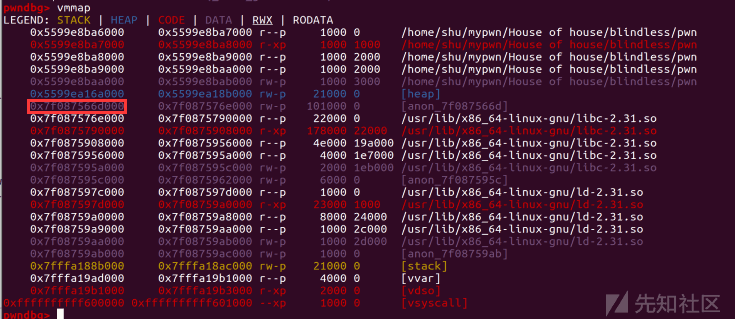 pwndbg> vmmap
LEGEND: STACK | HEAP | CODE | DATA | RWX | RODATA
0x5599e8ba6000 0x5599e8ba7000 r--p 1000 0 /home/shu/mypwn/House of house/blindless/pwn
0x5599e8ba7000 0x5599e8ba8000 r-xp 1000 1000 /home/shu/mypwn/House of house/blindless/pwn
0x5599e8ba8000 0x5599e8ba9000 r--p 1000 2000 /home/shu/mypwn/House of house/blindless/pwn
0x5599e8ba9000 0x5599e8baa000 r--p 1000 2000 /home/shu/mypwn/House of house/blindless/pwn
0x5599e8baa000 0x5599e8bab000 rw-p 1000 3000 /home/shu/mypwn/House of house/blindless/pwn
0x5599ea16a000 0x5599ea18b000 rw-p 21000 0 [heap]
0x7f087566d000 0x7f087576e000 rw-p 101000 0 [anon_7f087566d]
0x7f087576e000 0x7f0875790000 r--p 22000 0 /usr/lib/x86_64-linux-gnu/libc-2.31.so
0x7f0875790000 0x7f0875908000 r-xp 178000 22000 /usr/lib/x86_64-linux-gnu/libc-2.31.so
0x7f0875908000 0x7f0875956000 r--p 4e000 19a000 /usr/lib/x86_64-linux-gnu/libc-2.31.so
0x7f0875956000 0x7f087595a000 r--p 4000 1e7000 /usr/lib/x86_64-linux-gnu/libc-2.31.so
0x7f087595a000 0x7f087595c000 rw-p 2000 1eb000 /usr/lib/x86_64-linux-gnu/libc-2.31.so
0x7f087595c000 0x7f0875962000 rw-p 6000 0 [anon_7f087595c]
0x7f087597c000 0x7f087597d000 r--p 1000 0 /usr/lib/x86_64-linux-gnu/ld-2.31.so
0x7f087597d000 0x7f08759a0000 r-xp 23000 1000 /usr/lib/x86_64-linux-gnu/ld-2.31.so
0x7f08759a0000 0x7f08759a8000 r--p 8000 24000 /usr/lib/x86_64-linux-gnu/ld-2.31.so
0x7f08759a9000 0x7f08759aa000 r--p 1000 2c000 /usr/lib/x86_64-linux-gnu/ld-2.31.so
0x7f08759aa000 0x7f08759ab000 rw-p 1000 2d000 /usr/lib/x86_64-linux-gnu/ld-2.31.so
0x7f08759ab000 0x7f08759ac000 rw-p 1000 0 [anon_7f08759ab]
0x7fffa188b000 0x7fffa18ac000 rw-p 21000 0 [stack]
0x7fffa19ad000 0x7fffa19b1000 r--p 4000 0 [vvar]
0x7fffa19b1000 0x7fffa19b3000 r-xp 2000 0 [vdso]
0xffffffffff600000 0xffffffffff601000 --xp 1000 0 [vsyscall]
pwndbg>
先知社区